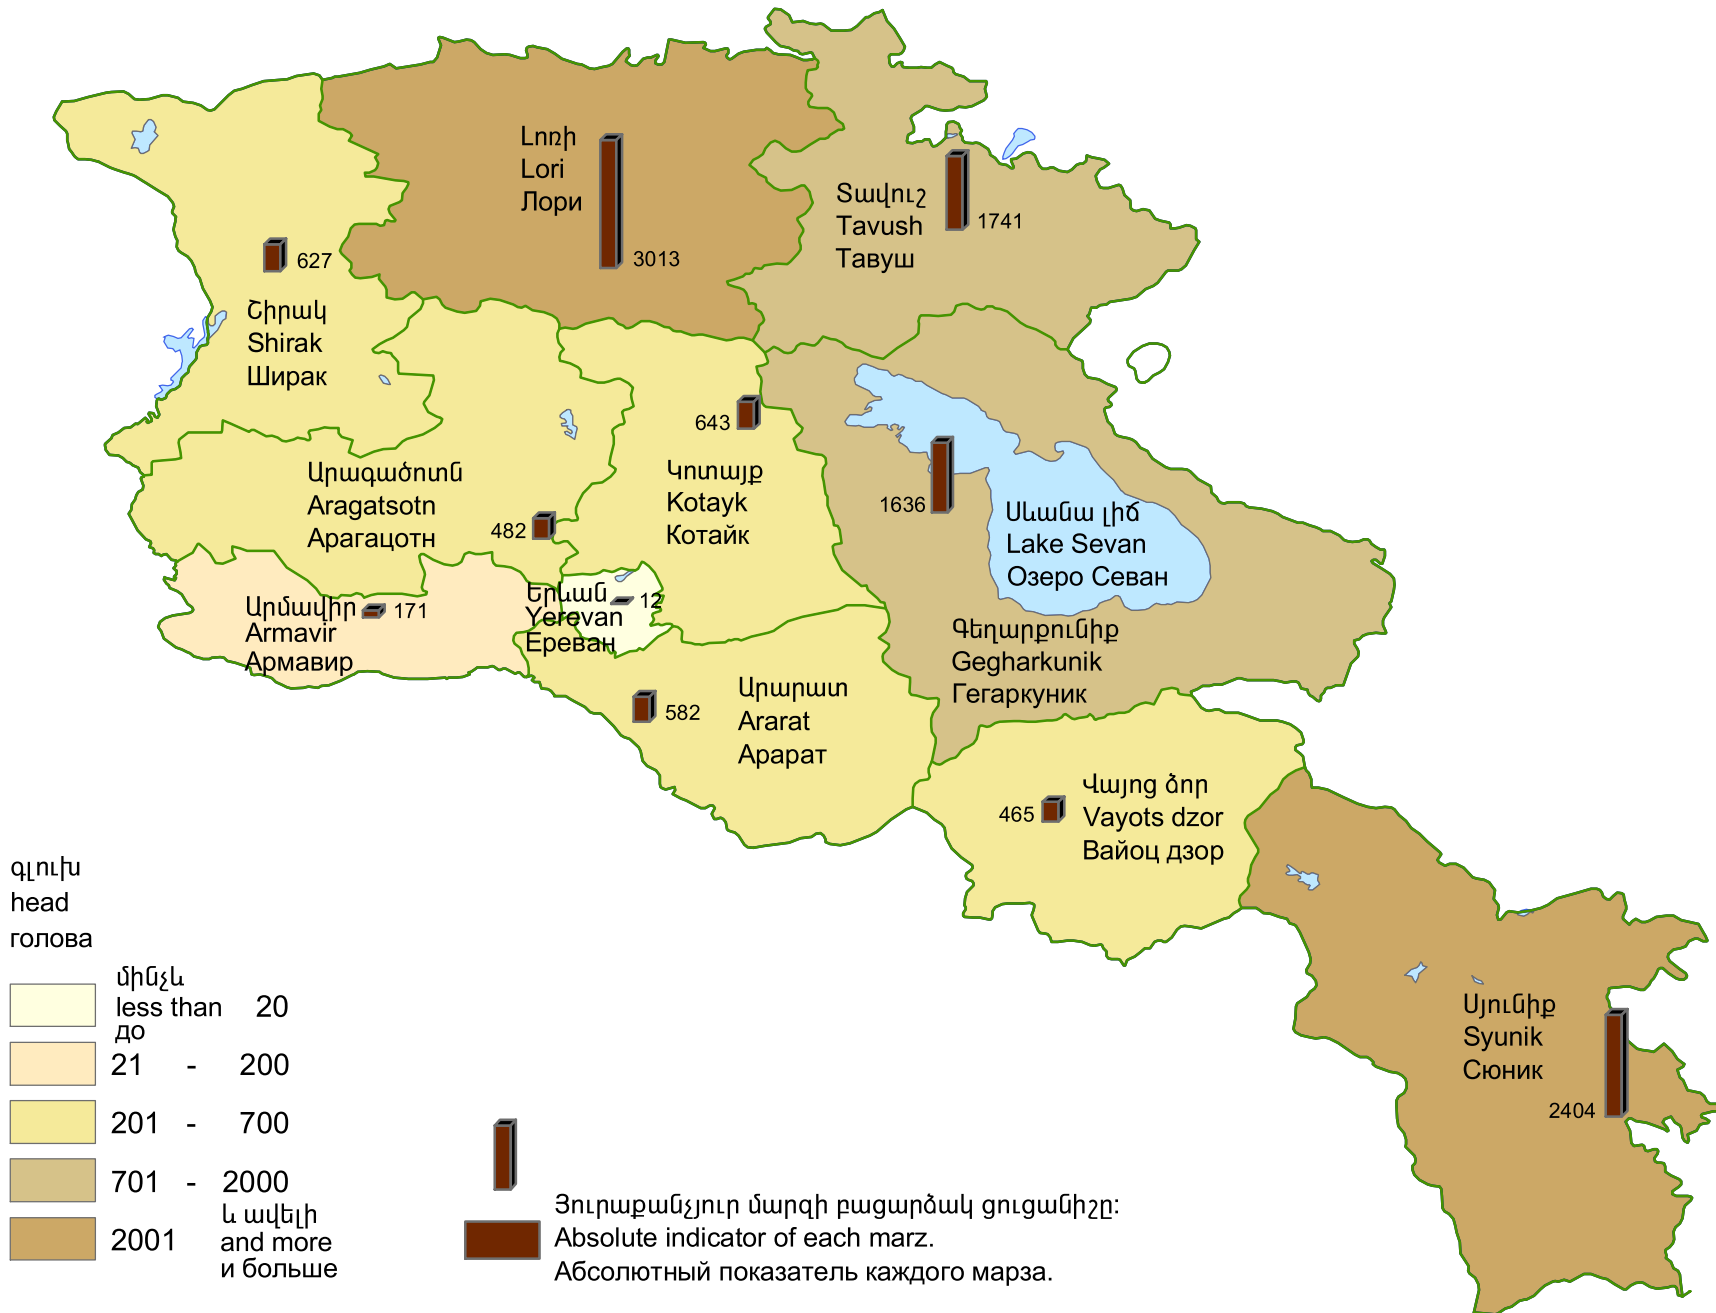 Լոռի
Lori
Лори
3013
Տավուշ
Tavush
Тавуш
1741
627
Շիրակ
Shirak
Ширак
643
Կոտայք
Kotayk
Котайк
Արագածոտն
Aragatsotn
Арагацотн
482
1636
Սևանա լիճ
Lake Sevan
Озеро Севан
Արմավիր
Armavir
Армавир
171
Երևան
Yerevan
Ереван
12
Գեղարքունիք
Gegharkunik
Гегаркуник
582
Արարատ
Ararat
Арарат
465
Վայոց ձոր
Vayots dzor
Вайоц дзор
Սյունիք
Syunik
Сюник
2404
գլուխ
head
голова
մինչև
less than 20
до
21 - 200
201 - 700
701 - 2000
2001 և ավելի
and more
и больше
Յուրաքանչյուր մարզի բացարձակ ցուցանիշը:
Absolute indicator of each marz.
Абсолютный показатель каждого марза.